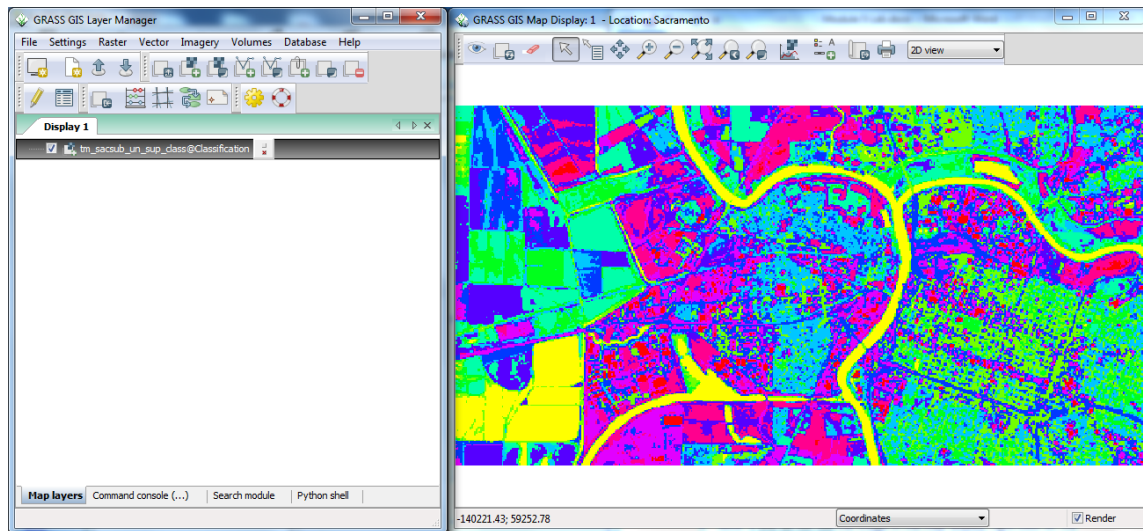 GRASS GIS Layer Manager
File Settings Raster Vector Imagery Volumes Database Help
Display 1
tm_sacsub_un_sup_class@Classification
Map layers Command console (...) Search module Python shell
GRASS GIS Map Display: 1 - Location: Sacramento
2D view
-140221.43; 59252.78
Coordinates
Render